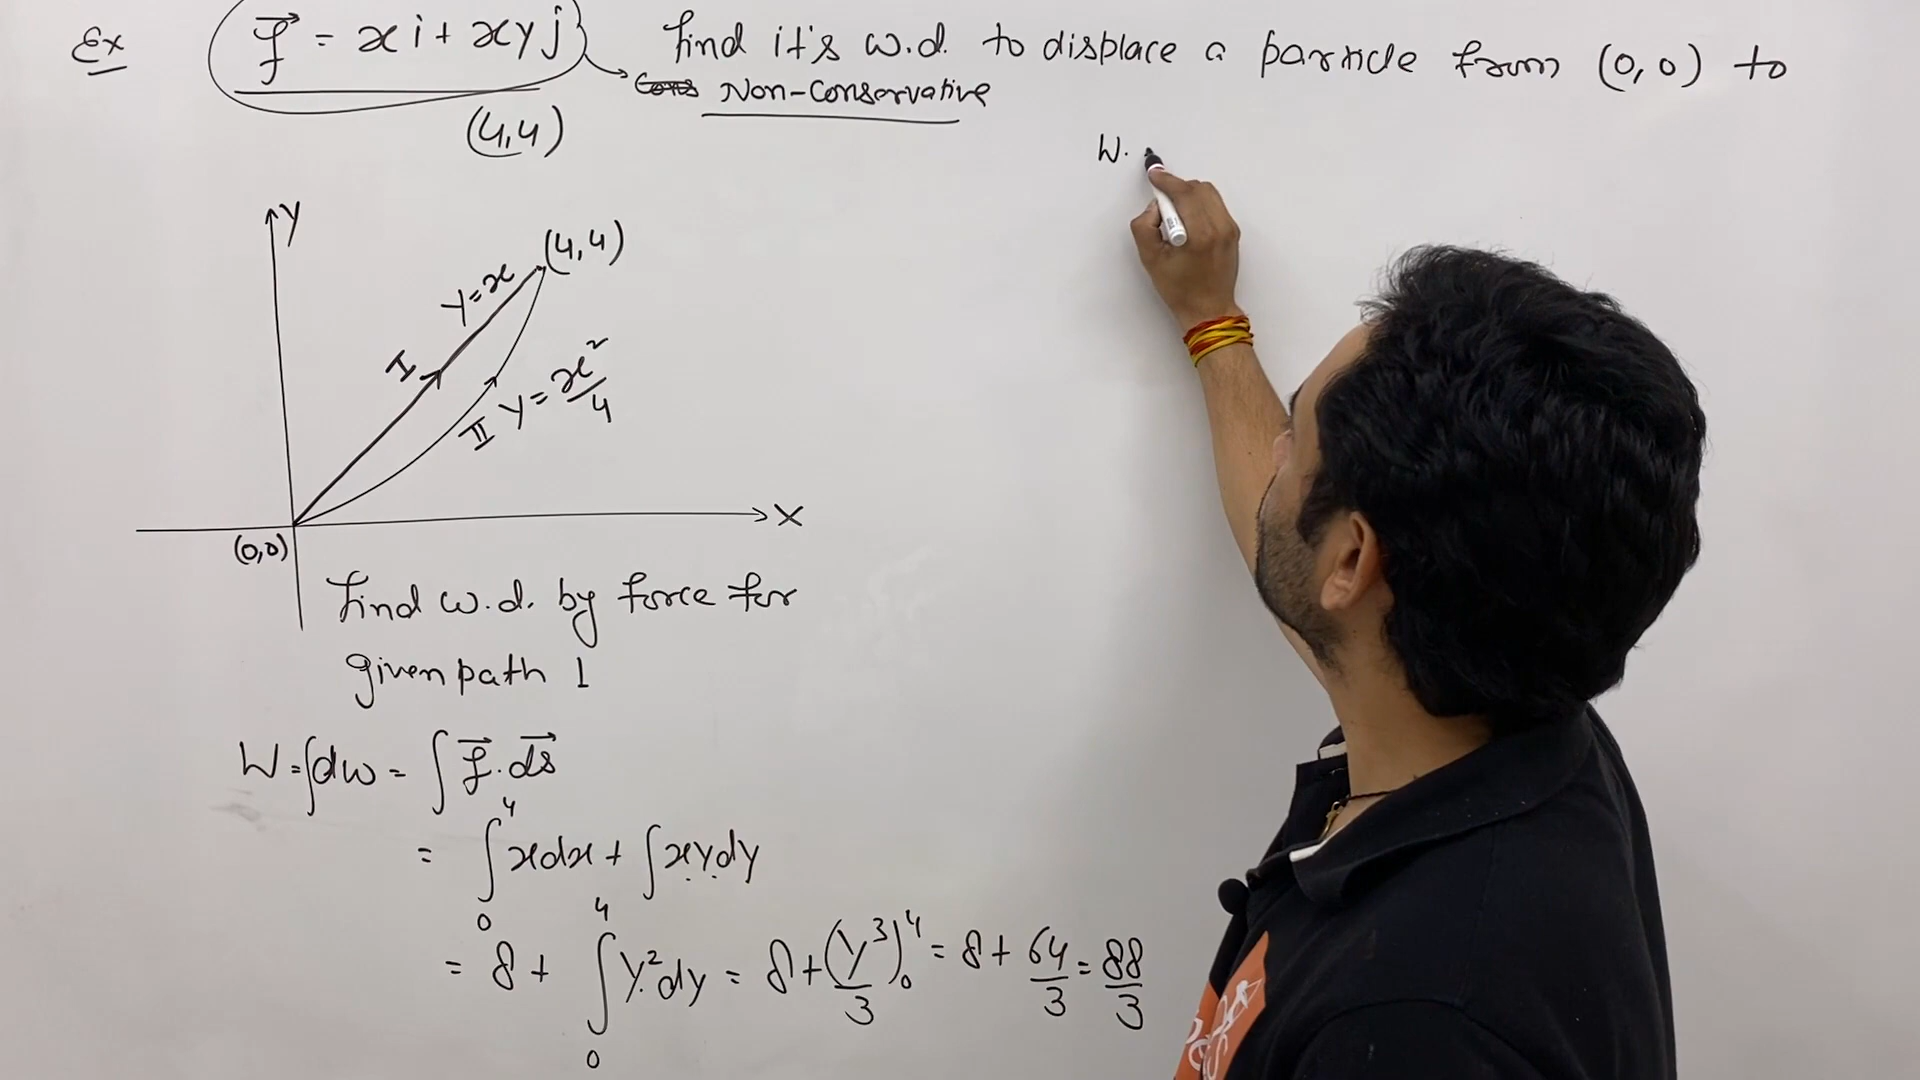 Ex f⃗ = x i + xy j find it's w.d. to displace a particle from (0,0) to
Non-Conservative
(4,4)
W.
Y
(4,4)
Y=x
I
II Y = x²/4
X
(0,0)
find w.d. by force for
given path 1
W = ∫dw = ∫ f⃗ . ds⃗
= ∫₀⁴ xdx + ∫ xydy
= 8 + ∫₀⁴ y²dy = 8 + (y³/3)₀⁴ = 8 + 64/3 = 88/3